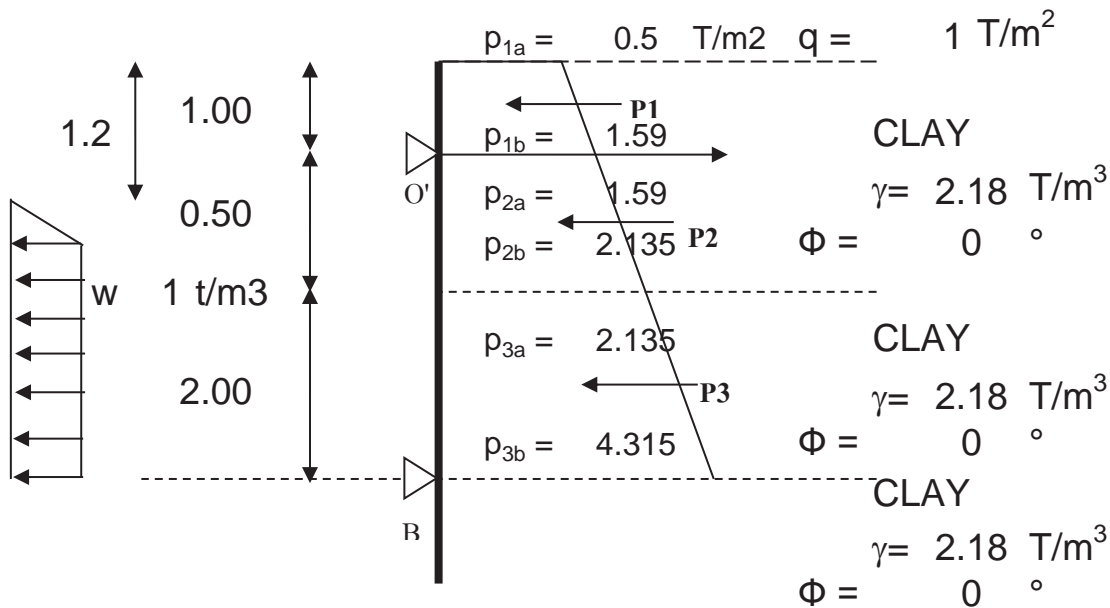 p1a = 0.5 T/m2 q = 1 T/m²
1.00
P1
1.2
p1b = 1.59
CLAY
O'
p2a = 1.59
γ= 2.18 T/m³
0.50
P2
p2b = 2.135
Φ = 0 °
w 1 t/m3
p3a = 2.135
CLAY
2.00
P3
γ= 2.18 T/m³
p3b = 4.315
Φ = 0 °
CLAY
B
γ= 2.18 T/m³
Φ = 0 °